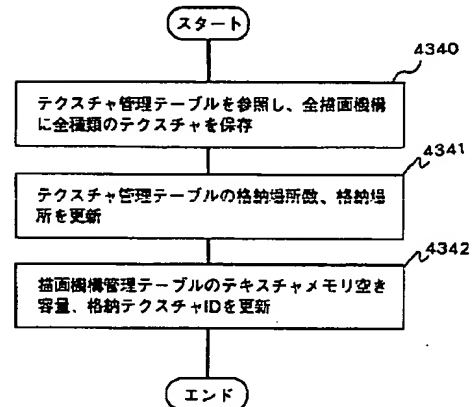 スタート
4340
テクスチャ管理テーブルを参照し、全描画機構
に全種類のテクスチャを保存
4341
テクスチャ管理テーブルの格納場所数、格納場
所を更新
4342
描画機構管理テーブルのテキスチャメモリ空き
容量、格納テクスチャIDを更新
エンド